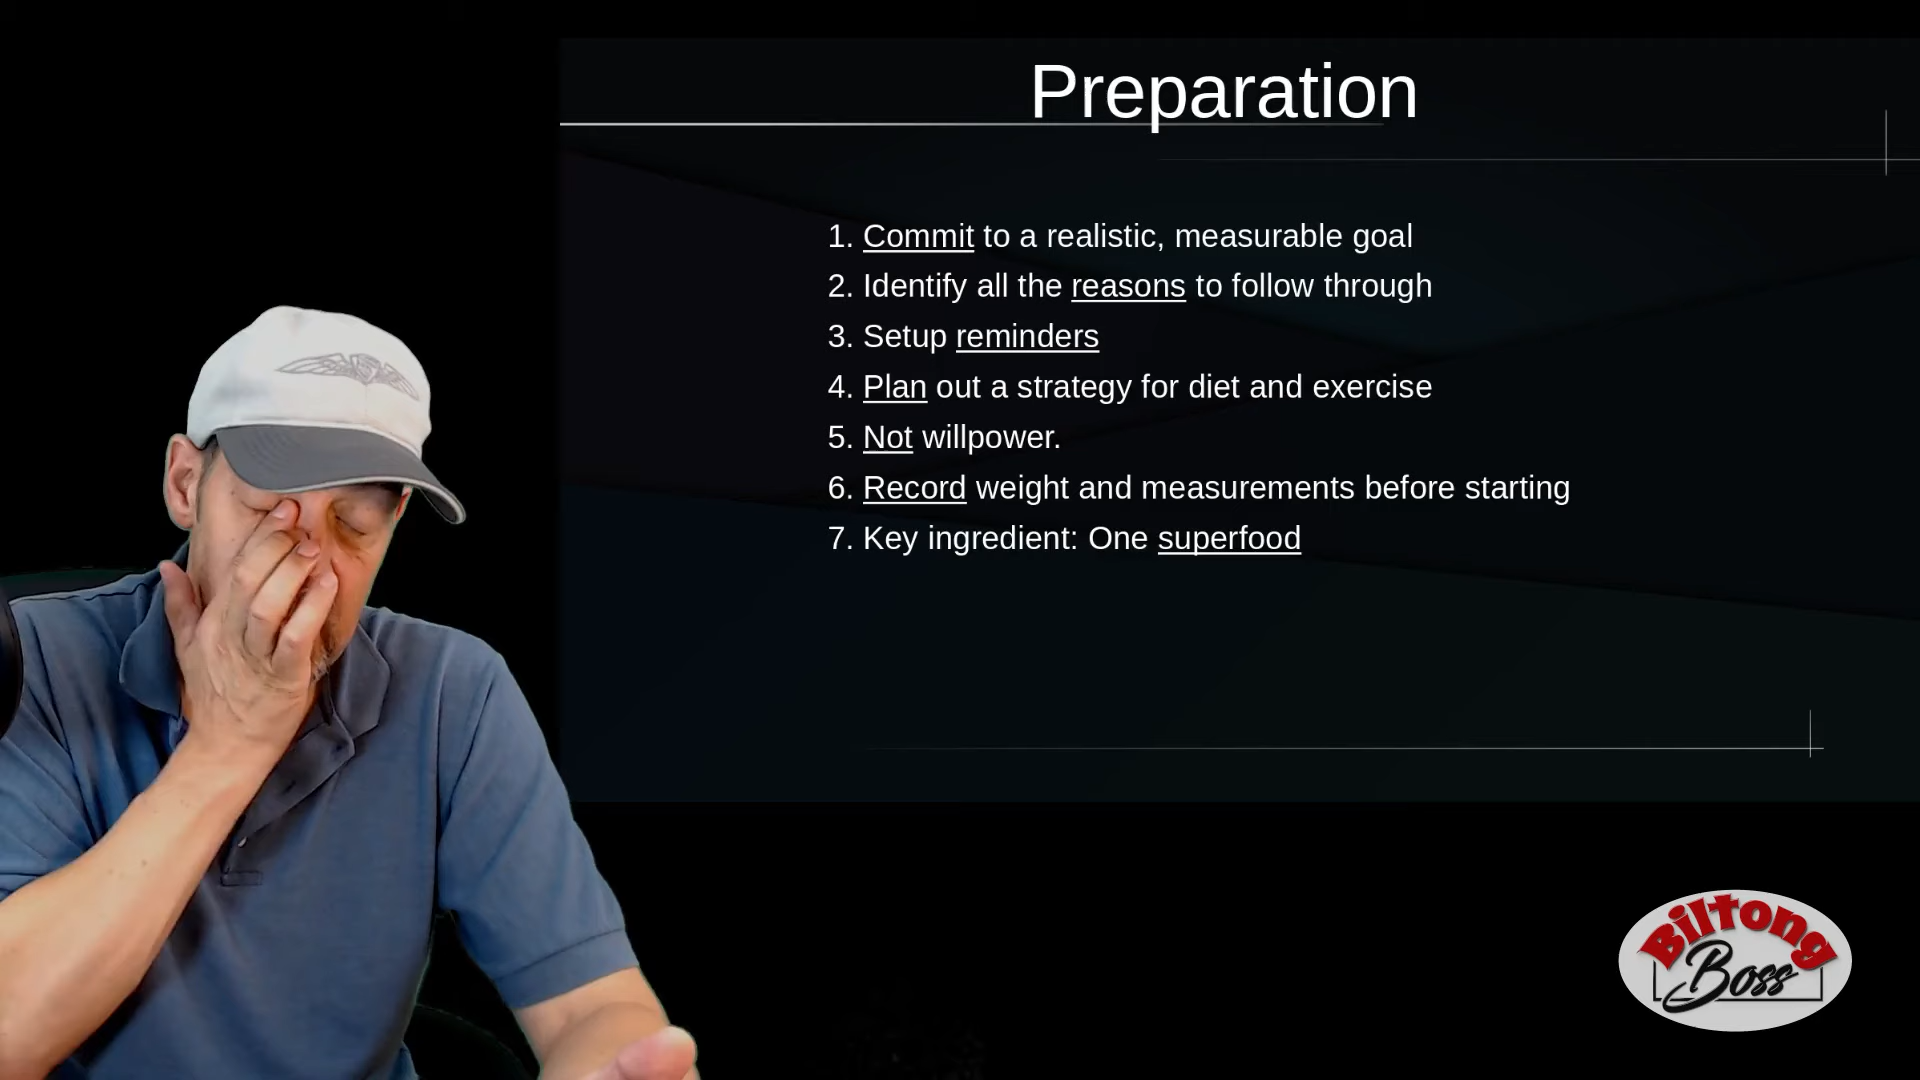 Preparation
1. Commit to a realistic, measurable goal
2. Identify all the reasons to follow through
3. Setup reminders
4. Plan out a strategy for diet and exercise
5. Not willpower.
6. Record weight and measurements before starting
7. Key ingredient: One superfood
Biltong
Boss